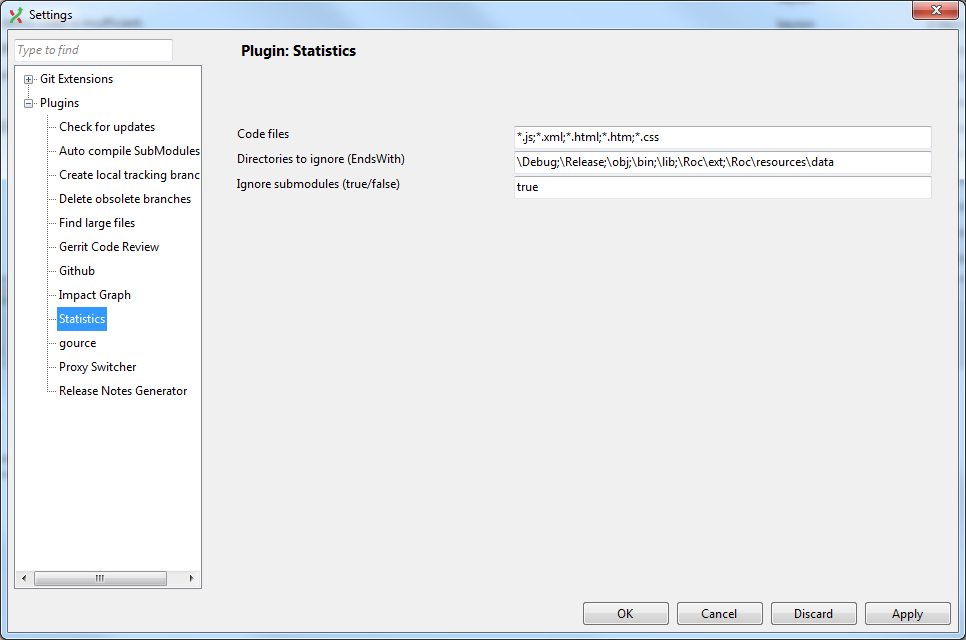 Settings
Type to find
Plugin: Statistics
Git Extensions
Plugins
Check for updates
Auto compile SubModules
Create local tracking branc
Delete obsolete branches
Find large files
Gerrit Code Review
Github
Impact Graph
Statistics
gource
Proxy Switcher
Release Notes Generator
Code files
*.js;*.xml;*.html;*.htm;*.css
Directories to ignore (EndsWith)
\Debug;\Release;\obj;\bin;\lib;\Roc\ext;\Roc\resources\data
Ignore submodules (true/false)
true
OK
Cancel
Discard
Apply